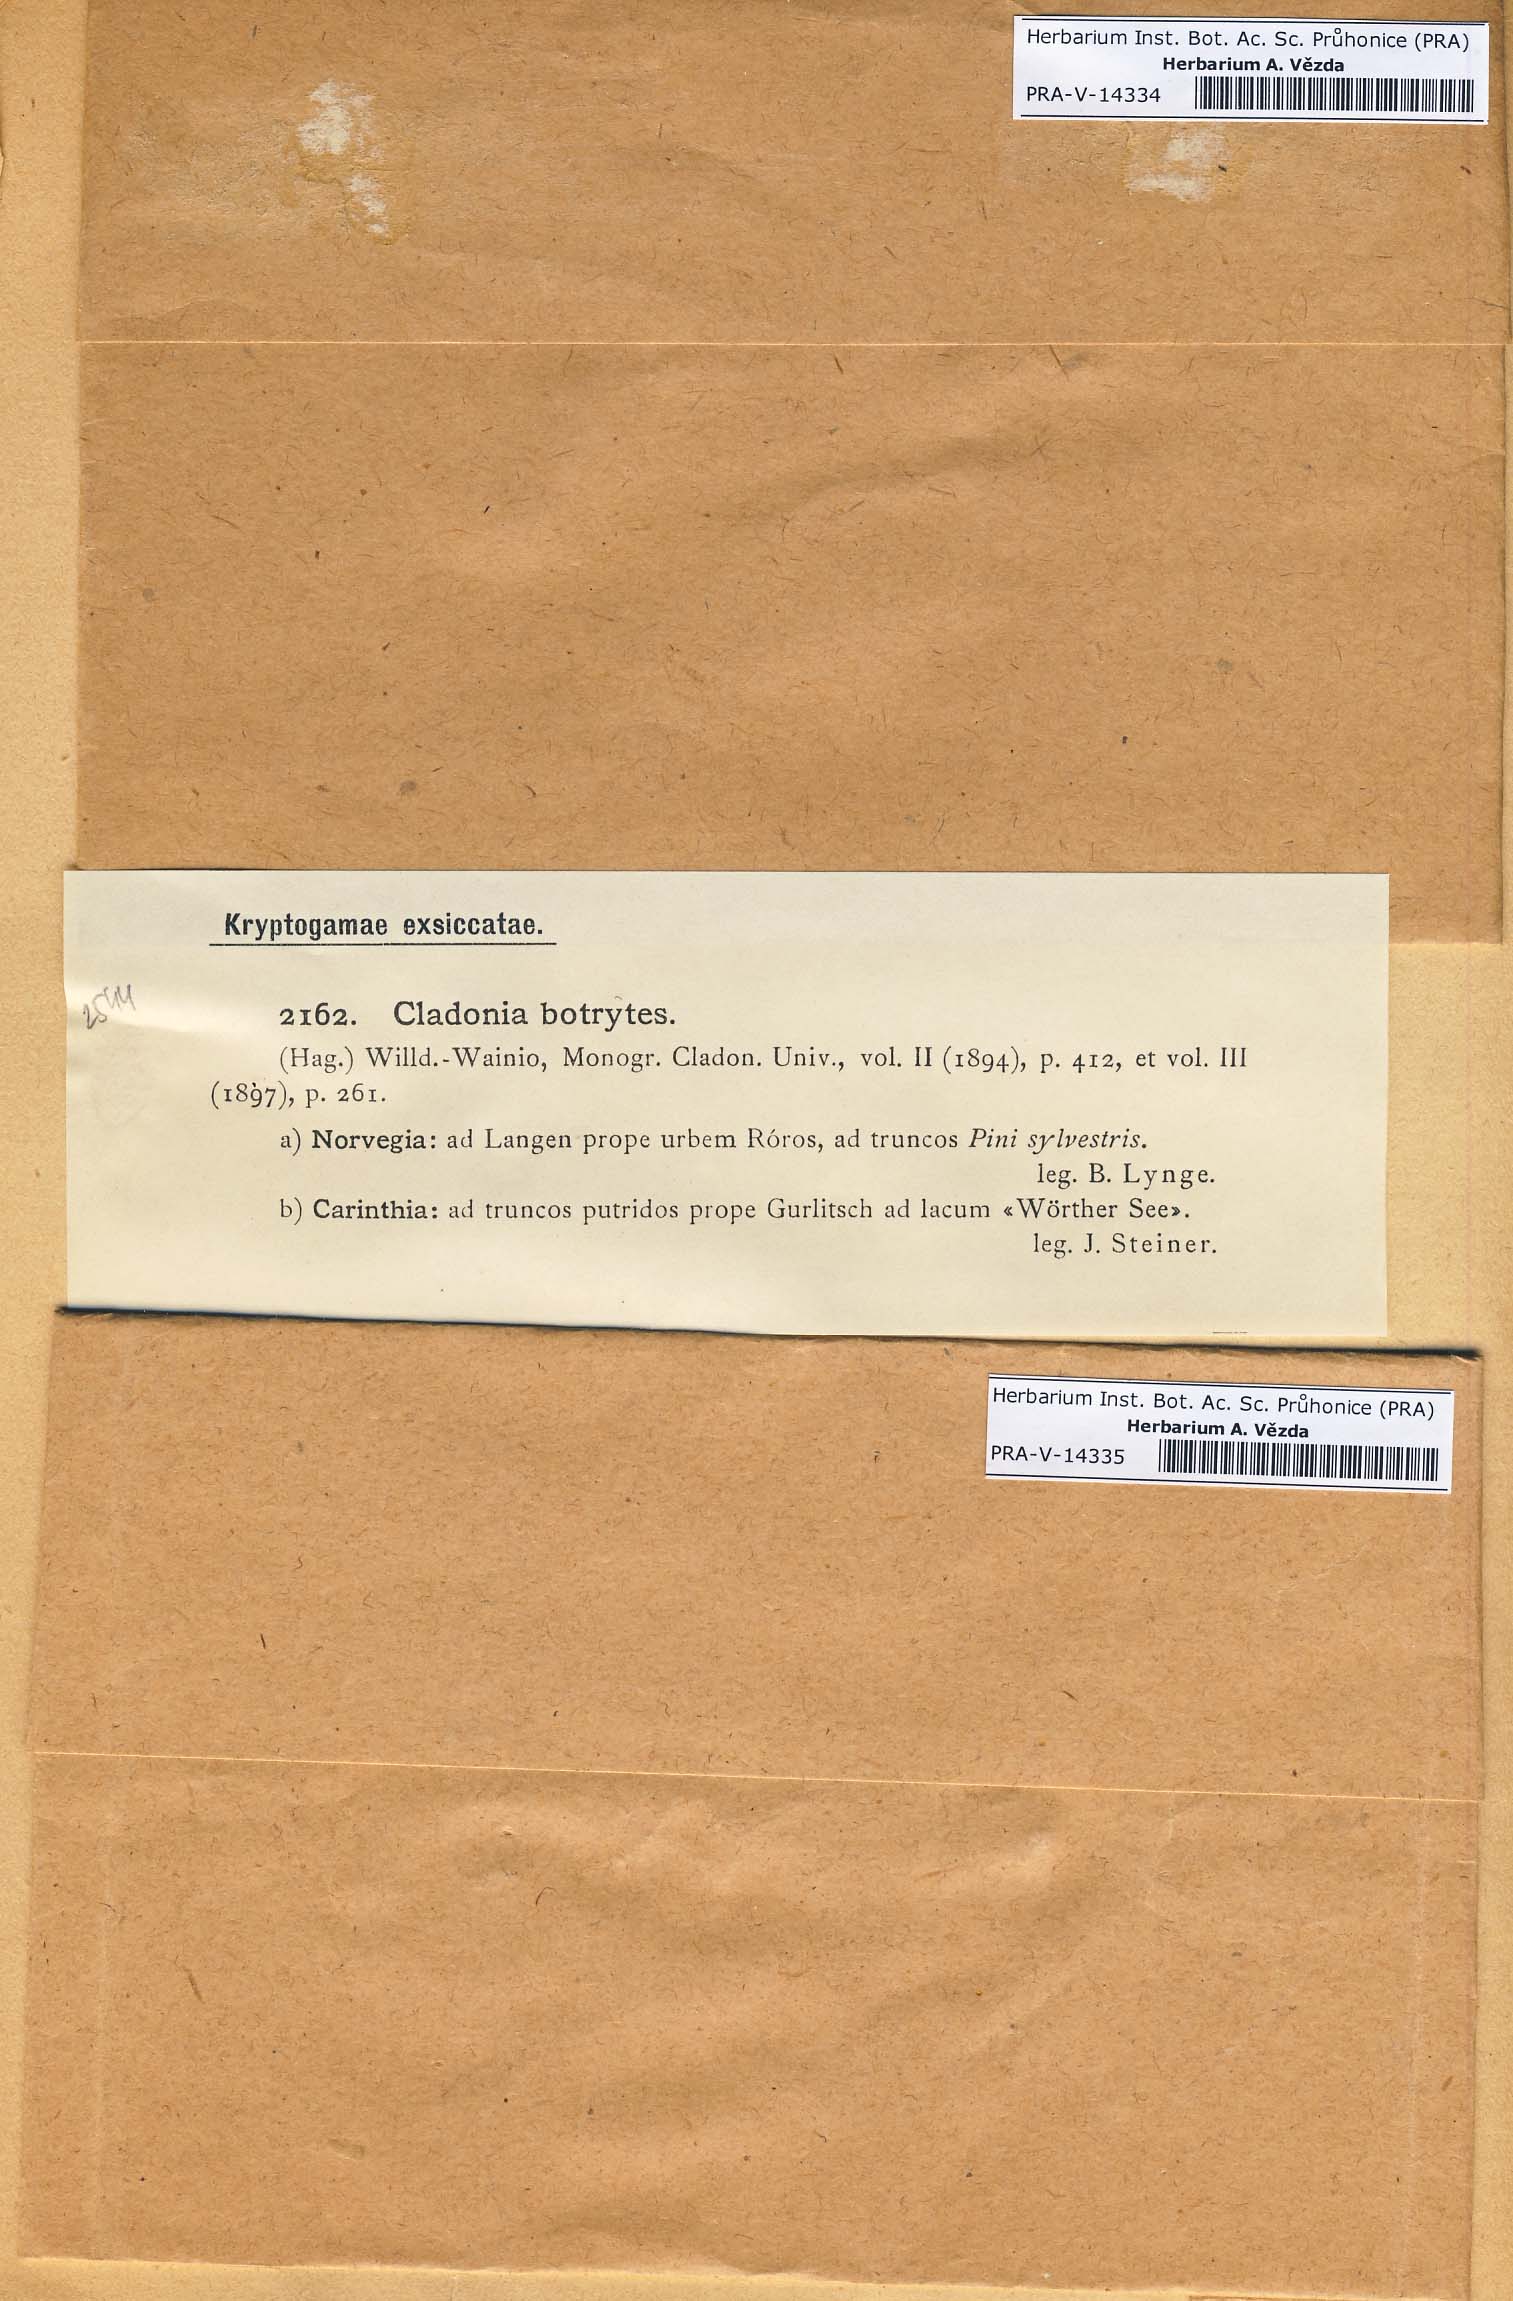 Herbarium Inst. Bot. Ac. Sc. Průhonice (PRA)
Herbarium A. Vězda
PRA-V-14334
Kryptogamae exsiccatae.
2162. Cladonia botrytes.
(Hag.) Willd.-Wainio, Monogr. Cladon. Univ., vol. II (1894), p. 412, et vol. III
(1897), p. 261.
a) Norvegia: ad Langen prope urbem Róros, ad truncos Pini sylvestris.
leg. B. Lynge.
b) Carinthia: ad truncos putridos prope Gurlitsch ad lacum «Wörther See».
leg. J. Steiner.
Herbarium Inst. Bot. Ac. Sc. Průhonice (PRA)
Herbarium A. Vězda
PRA-V-14335